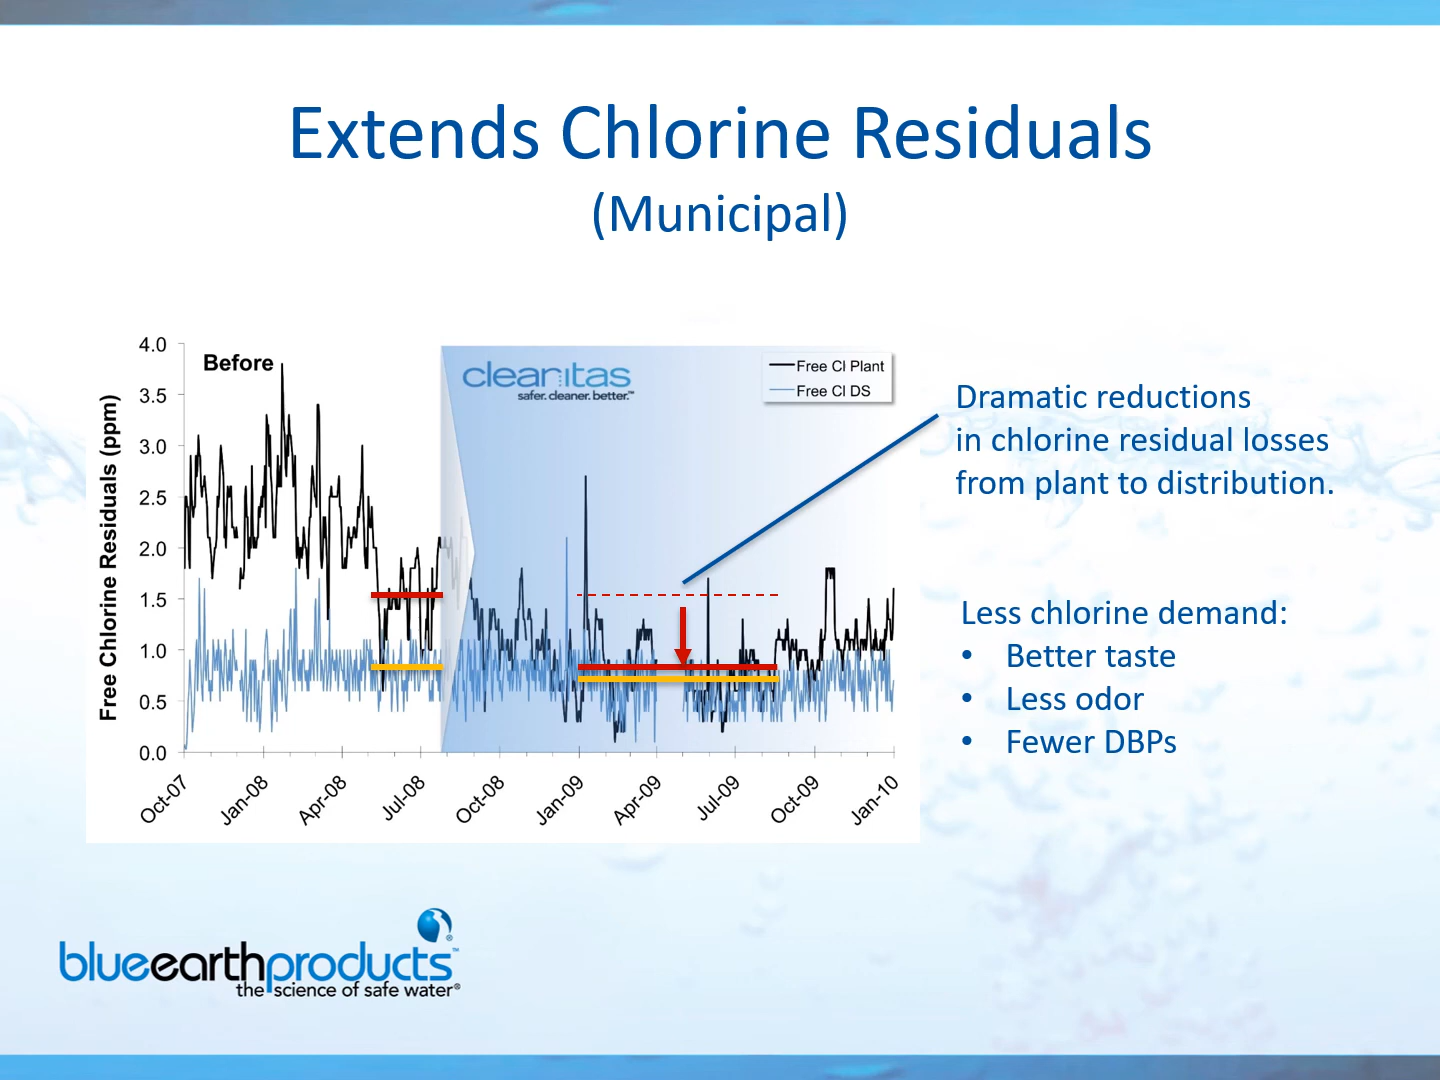 Extends Chlorine Residuals
(Municipal)
Free Chlorine Residuals (ppm)
4.0
3.5
3.0
2.5
2.0
1.5
1.0
0.5
0.0
Before
cleanitas
safer. cleaner. better.™
Free Cl Plant
Free Cl DS
Oct-07
Jan-08
Apr-08
Jul-08
Oct-08
Jan-09
Apr-09
Jul-09
Oct-09
Jan-10
Dramatic reductions
in chlorine residual losses
from plant to distribution.
Less chlorine demand:
• Better taste
• Less odor
• Fewer DBPs
blueearthproducts™
the science of safe water®